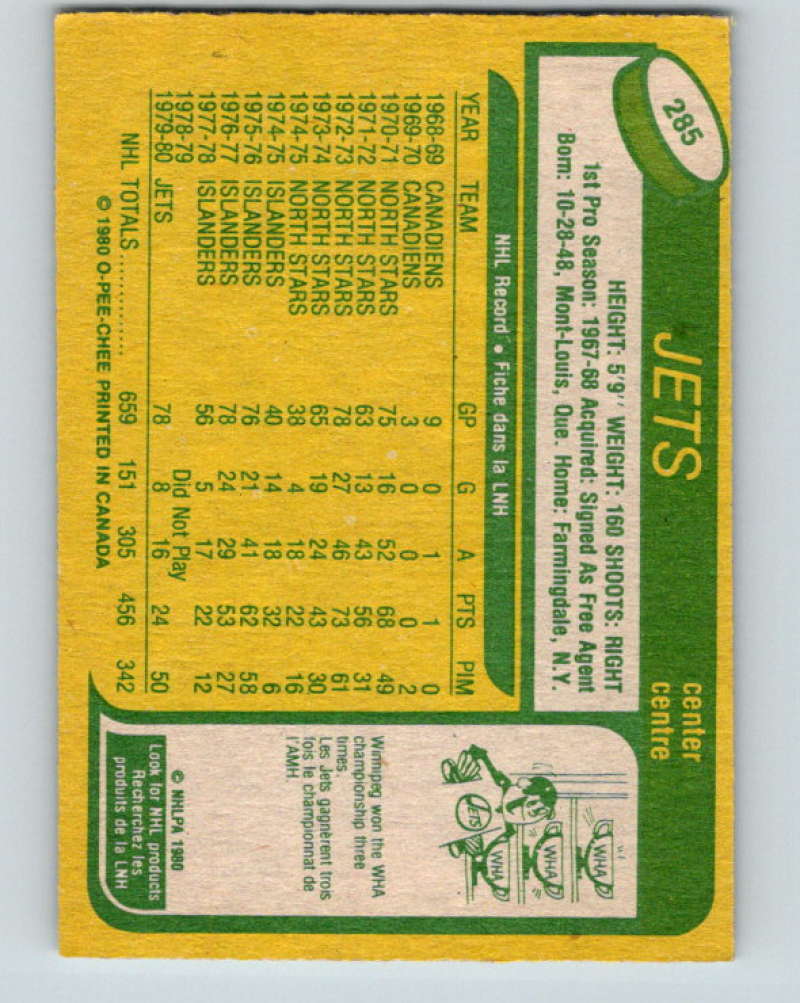 285
JETS
center
centre
HEIGHT: 5'9'' WEIGHT: 160 SHOOTS: RIGHT
1st Pro Season: 1967-68 Acquired: Signed As Free Agent
Born: 10-28-48, Mont-Louis, Que. Home: Farmingdale, N.Y.
NHL Record • Fiche dans la LNH
YEAR TEAM GP G A PTS PIM
1968-69 CANADIENS 9 0 1 1 0
1969-70 CANADIENS 3 0 0 0 2
1970-71 NORTH STARS 75 16 52 68 49
1971-72 NORTH STARS 63 13 43 56 31
1972-73 NORTH STARS 78 27 46 73 61
1973-74 NORTH STARS 65 19 24 43 30
1974-75 NORTH STARS 38 4 18 22 16
1974-75 ISLANDERS 40 14 18 32 6
1975-76 ISLANDERS 76 21 41 62 58
1976-77 ISLANDERS 78 24 29 53 27
1977-78 ISLANDERS 56 5 17 22 12
1978-79 Did Not Play
1979-80 JETS 78 8 16 24 50
NHL TOTALS .............. 659 151 305 456 342
© 1980 O-PEE-CHEE PRINTED IN CANADA
WHA
WHA
WHA
JETS
Winnipeg won the WHA
championship three
times.
Les Jets gagnèrent trois
fois le championnat de
l'AMH.
© NHLPA 1980
Look for NHL products
Recherchez les
produits de la LNH